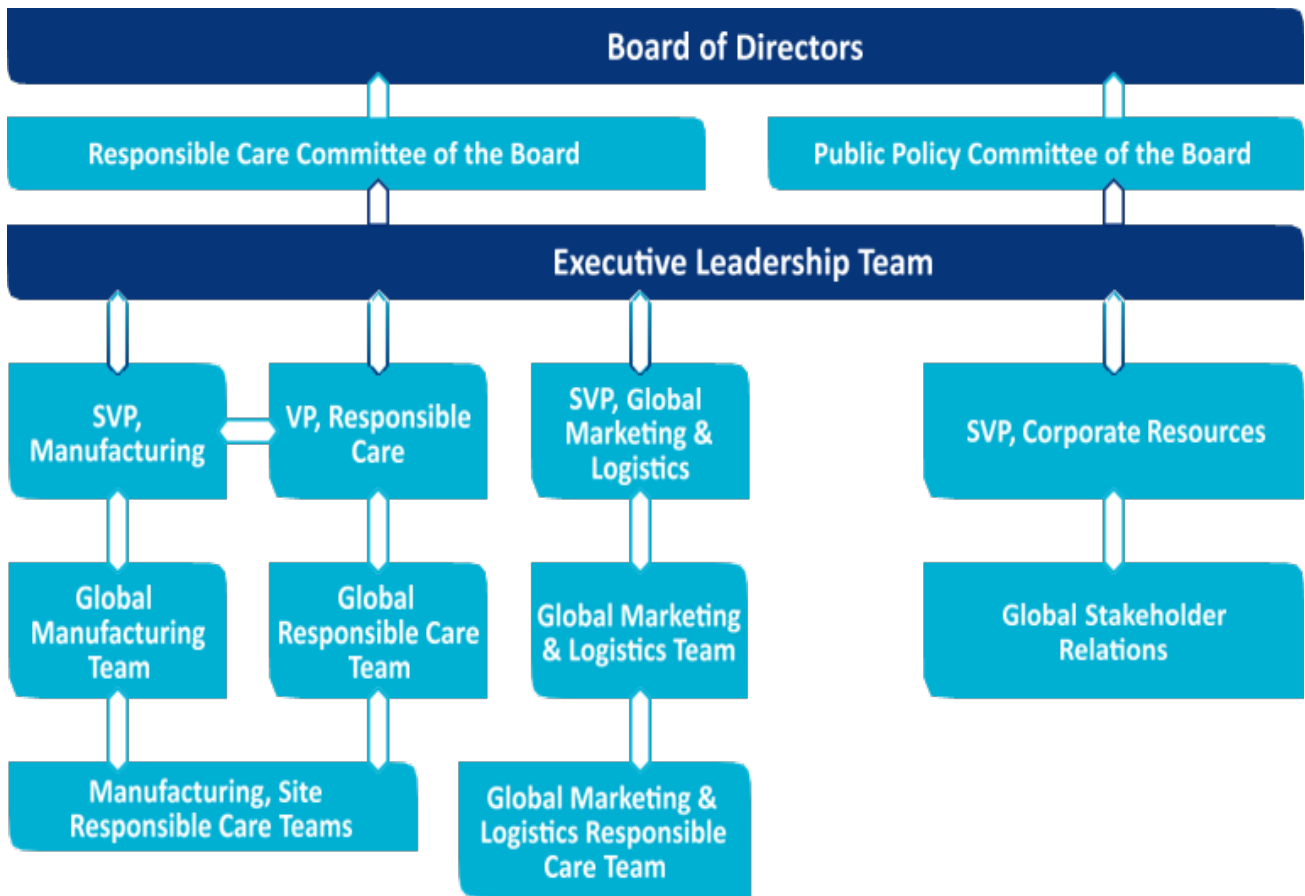 Board of Directors
Responsible Care Committee of the Board
Public Policy Committee of the Board
Executive Leadership Team
SVP,
Manufacturing
VP, Responsible
Care
SVP, Global
Marketing &
Logistics
SVP, Corporate Resources
Global
Manufacturing
Team
Global
Responsible Care
Team
Global Marketing
& Logistics Team
Global Stakeholder
Relations
Manufacturing, Site
Responsible Care Teams
Global Marketing &
Logistics Responsible
Care Team